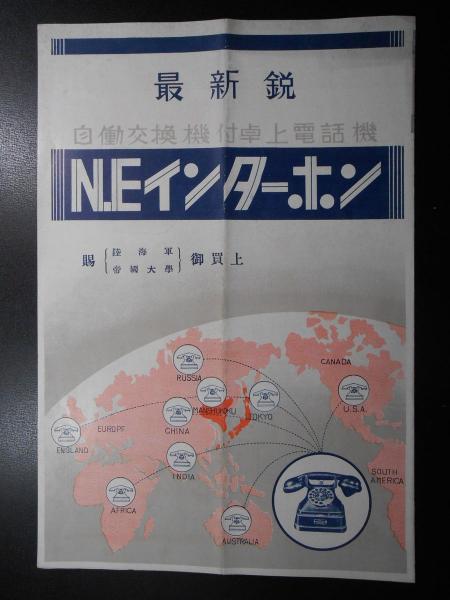 最新鋭
自働交換機付卓上電話機
N.Eインターホン
賜{陸海軍 帝國大學}御買上
RUSSIA
CANADA
MANSHUKKU
TOKYO
U.S.A.
EUROPE
CHINA
ENGLAND
INDIA
SOUTH AMERICA
AFRICA
AUSTRALIA